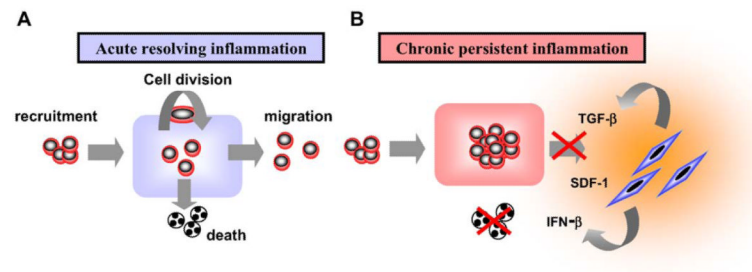 A
Acute resolving inflammation
Cell division
recruitment
migration
death
B
Chronic persistent inflammation
TGF-β
SDF-1
IFN-β